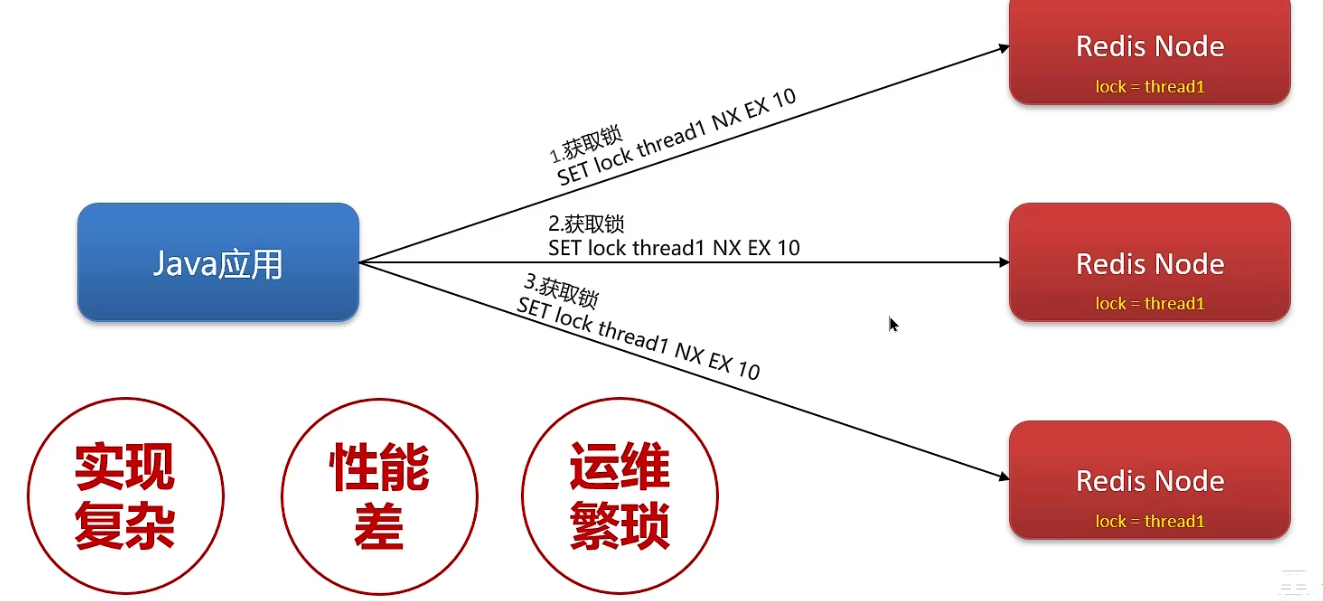 Redis Node
lock = thread1
1.获取锁
SET lock thread1 NX EX 10
Java应用
2.获取锁
SET lock thread1 NX EX 10
Redis Node
lock = thread1
3.获取锁
SET lock thread1 NX EX 10
实现
复杂
性能
差
运维
繁琐
Redis Node
lock = thread1